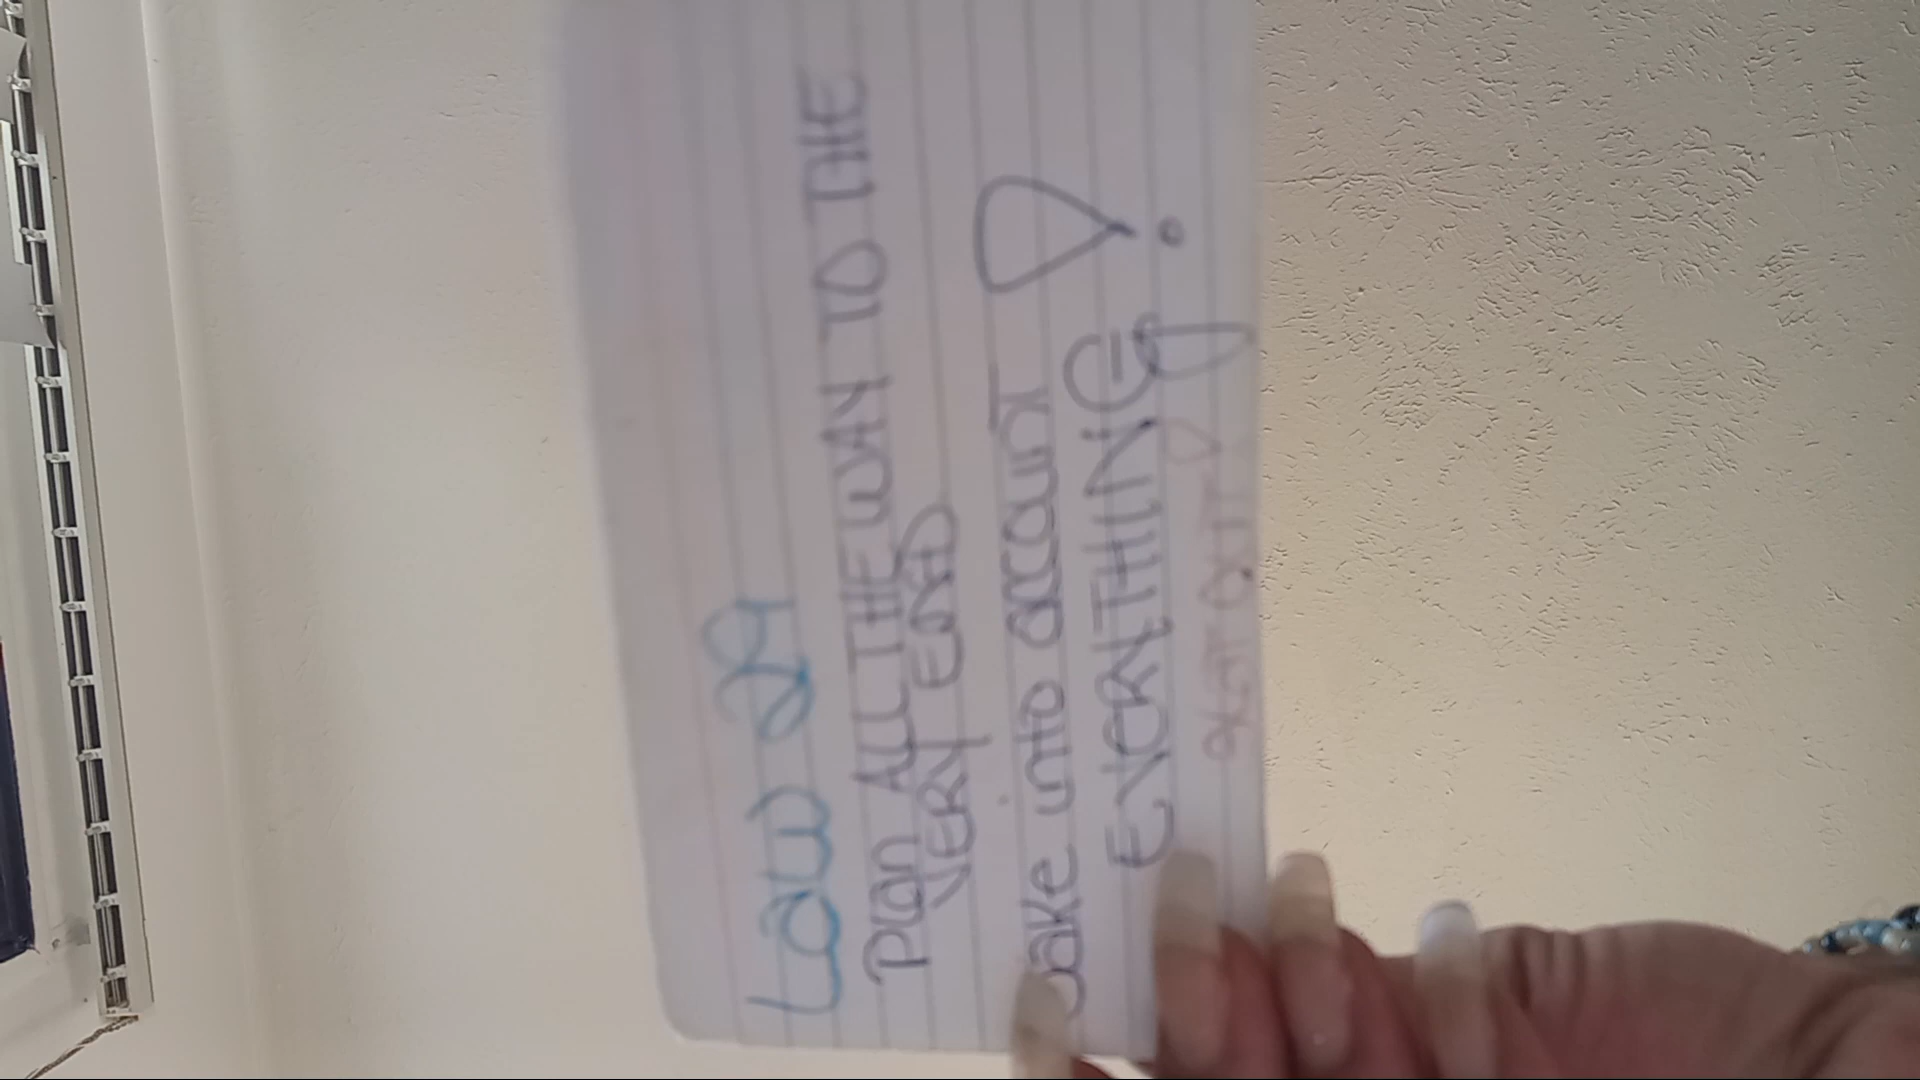 Law 29
Plan ALL THE WAY TO THE
VERY END
Take into account
EVERYTHING!